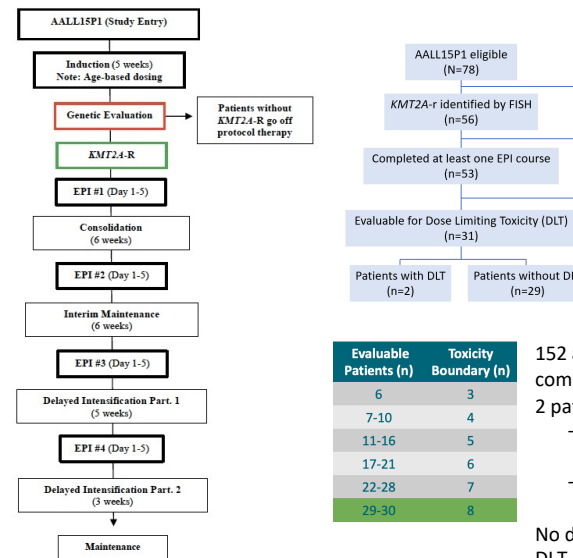 AALL15P1 (Study Entry)
Induction (5 weeks)
Note: Age-based dosing
Genetic Evaluation
Patients without
KMT2A-R go off
protocol therapy
KMT2A-R
EPI #1 (Day 1-5)
Consolidation
(6 weeks)
EPI #2 (Day 1-5)
Interim Maintenance
(6 weeks)
EPI #3 (Day 1-5)
Delayed Intensification Part. 1
(5 weeks)
EPI #4 (Day 1-5)
Delayed Intensification Part. 2
(3 weeks)
Maintenance
AALL15P1 eligible
(N=78)
KMT2A-r identified by FISH
(n=56)
Completed at least one EPI course
(n=53)
Evaluable for Dose Limiting Toxicity (DLT)
(n=31)
Patients with DLT
(n=2)
Patients without D
(n=29)
Evaluable Toxicity
Patients (n) Boundary (n)
6 3
7-10 4
11-16 5
17-21 6
22-28 7
29-30 8
152
com
2 pat
-
-
No d
DLT